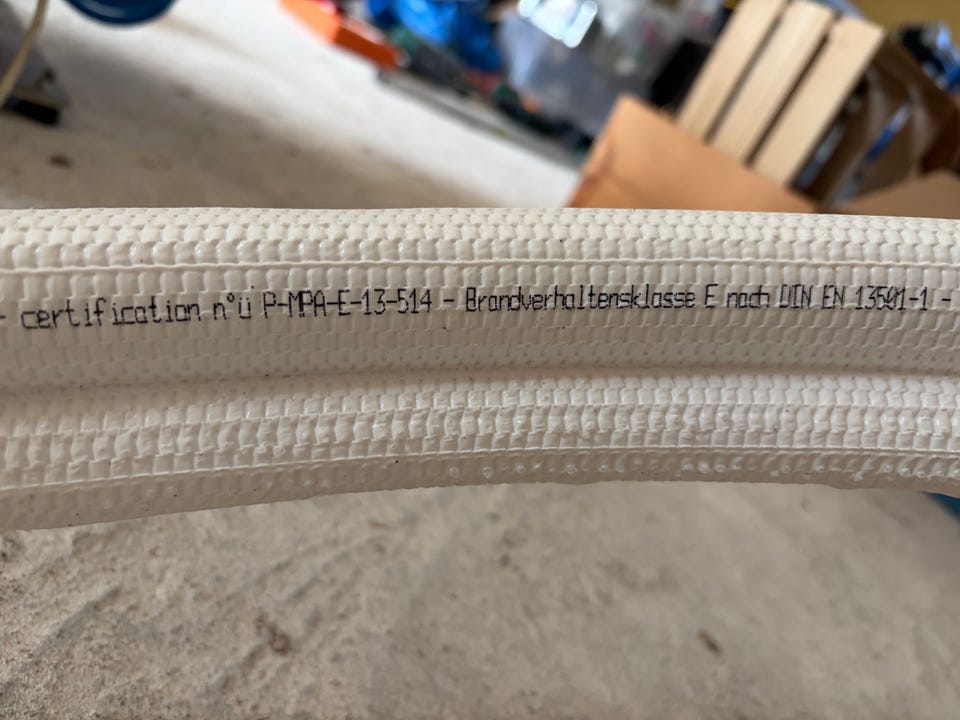 - certification n°ü P-MPA-E-13-514 - Brandverhaltensklasse E nach DIN EN 13501-1 -